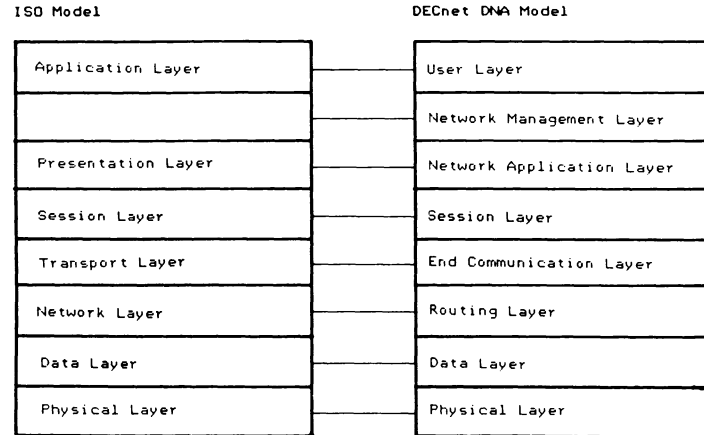 ISO Model
DECnet DNA Model
Application Layer
User Layer
Network Management Layer
Presentation Layer
Network Application Layer
Session Layer
Session Layer
Transport Layer
End Communication Layer
Network Layer
Routing Layer
Data Layer
Data Layer
Physical Layer
Physical Layer